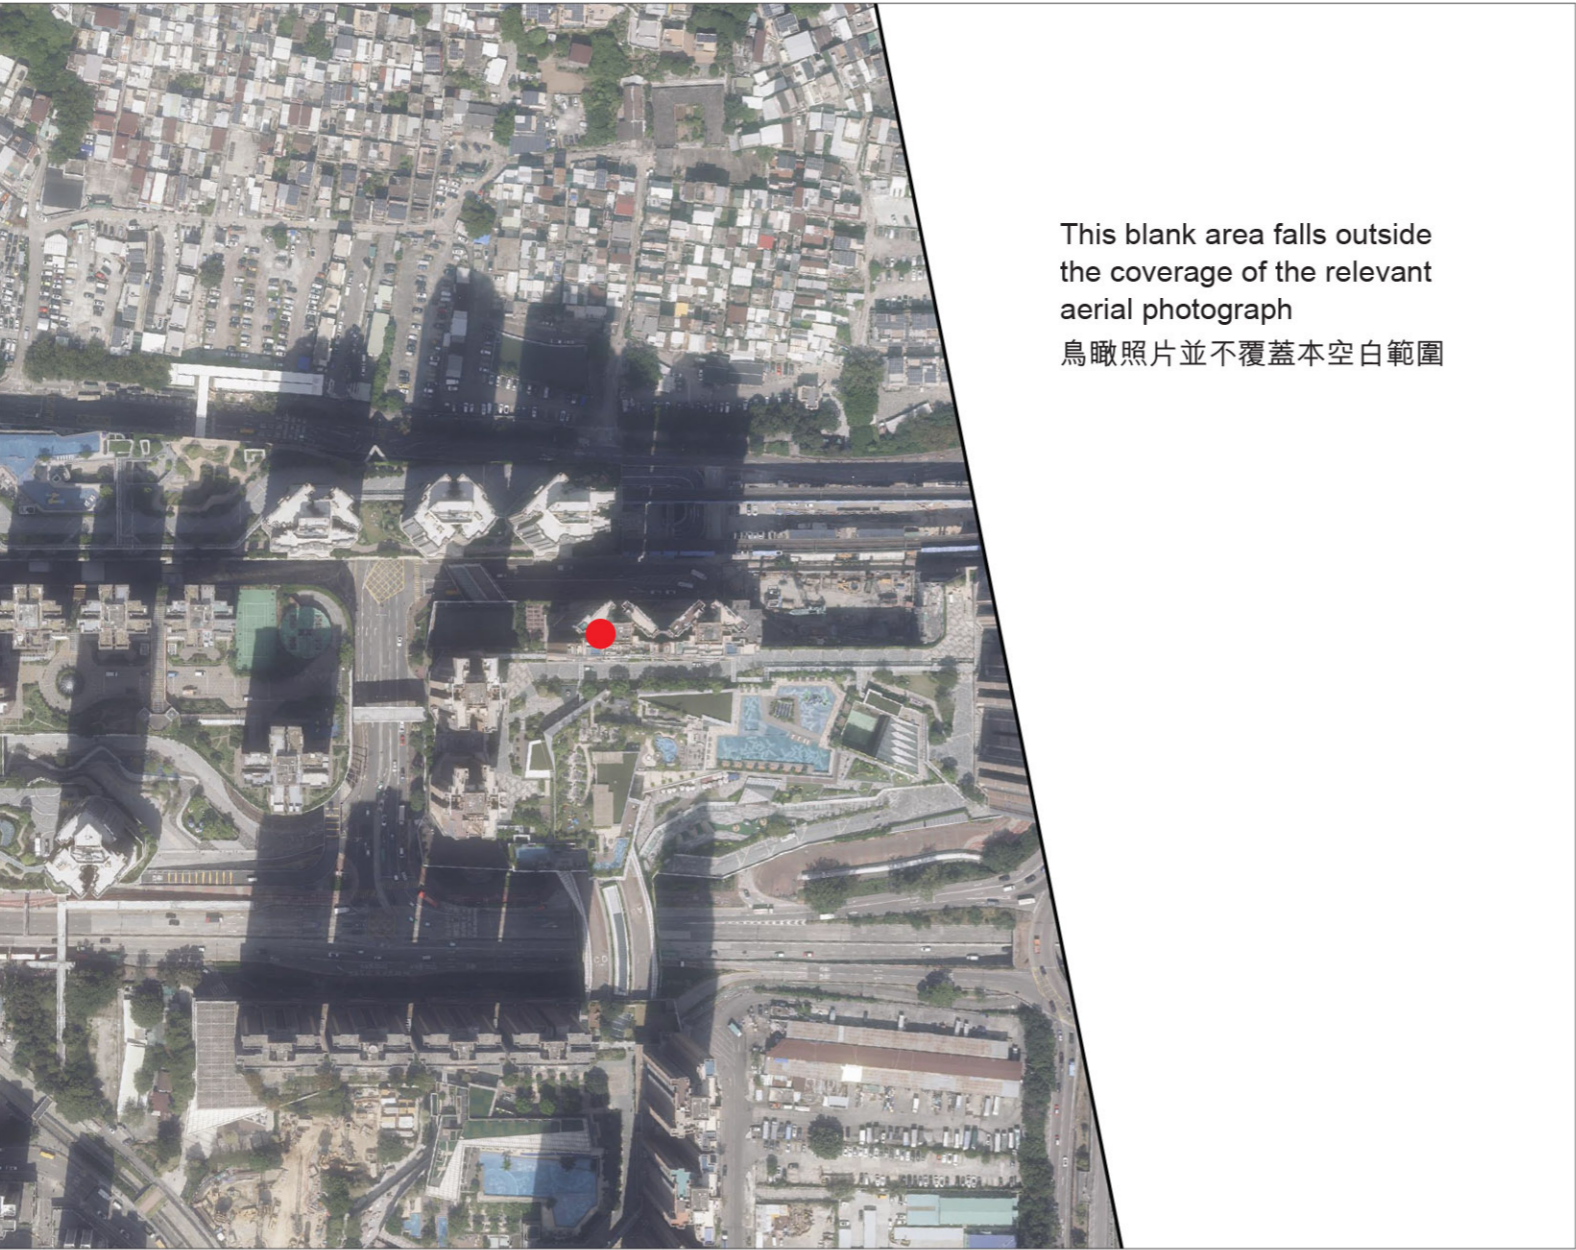 This blank area falls outside
the coverage of the relevant
aerial photograph
鳥瞰照片並不覆蓋本空白範圍